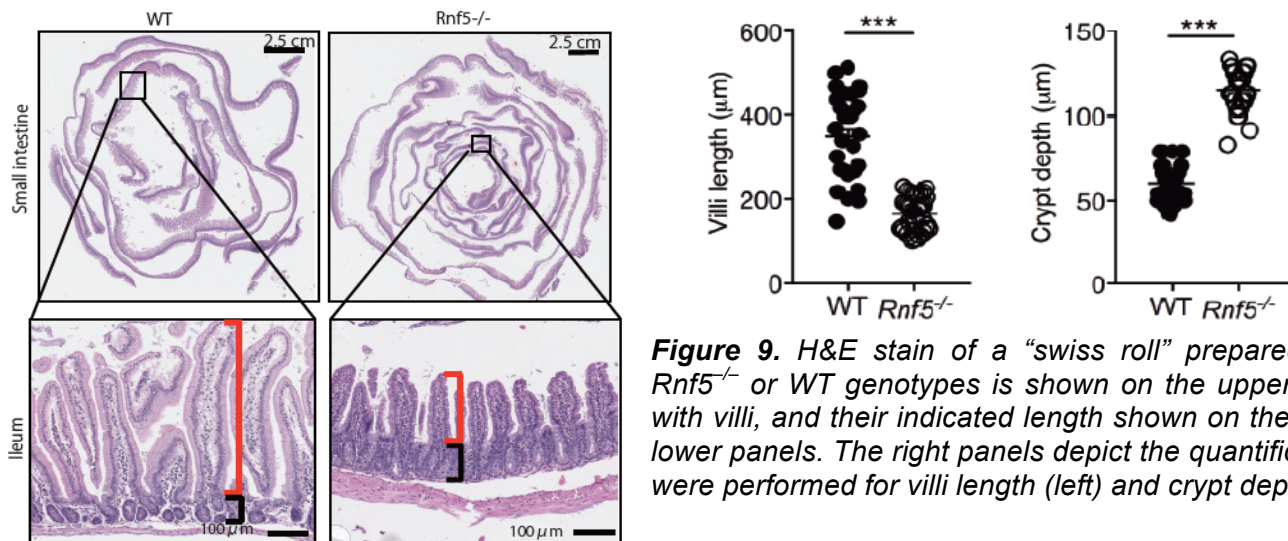 WT
Rnf5-/-
2.5 cm
2.5 cm
Small intestine
Ileum
100 µm
100 µm
600
400
200
0
Villi length (µm)
***
WT Rnf5–/–
150
100
50
0
Crypt depth (µm)
***
WT Rnf5–/–
Figure 9. H&E stain of a “swiss roll” prepare
Rnf5–/– or WT genotypes is shown on the upper
with villi, and their indicated length shown on the
lower panels. The right panels depict the quantific
were performed for villi length (left) and crypt dep